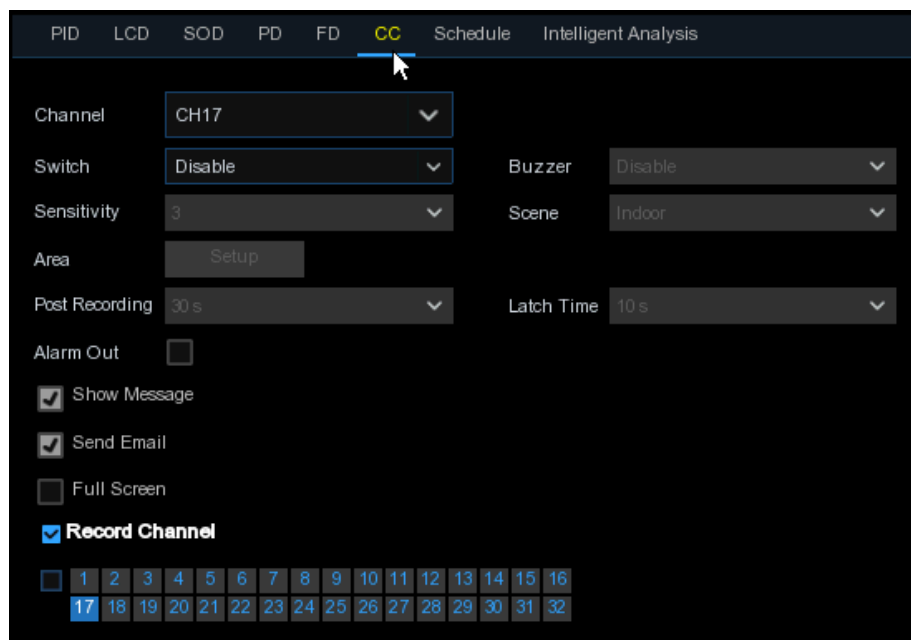 PID LCD SOD PD FD CC Schedule Intelligent Analysis
Channel CH17
Switch Disable Buzzer Disable
Sensitivity 3 Scene Indoor
Area Setup
Post Recording 30 s Latch Time 10 s
Alarm Out
Show Message
Send Email
Full Screen
Record Channel
1 2 3 4 5 6 7 8 9 10 11 12 13 14 15 16
17 18 19 20 21 22 23 24 25 26 27 28 29 30 31 32